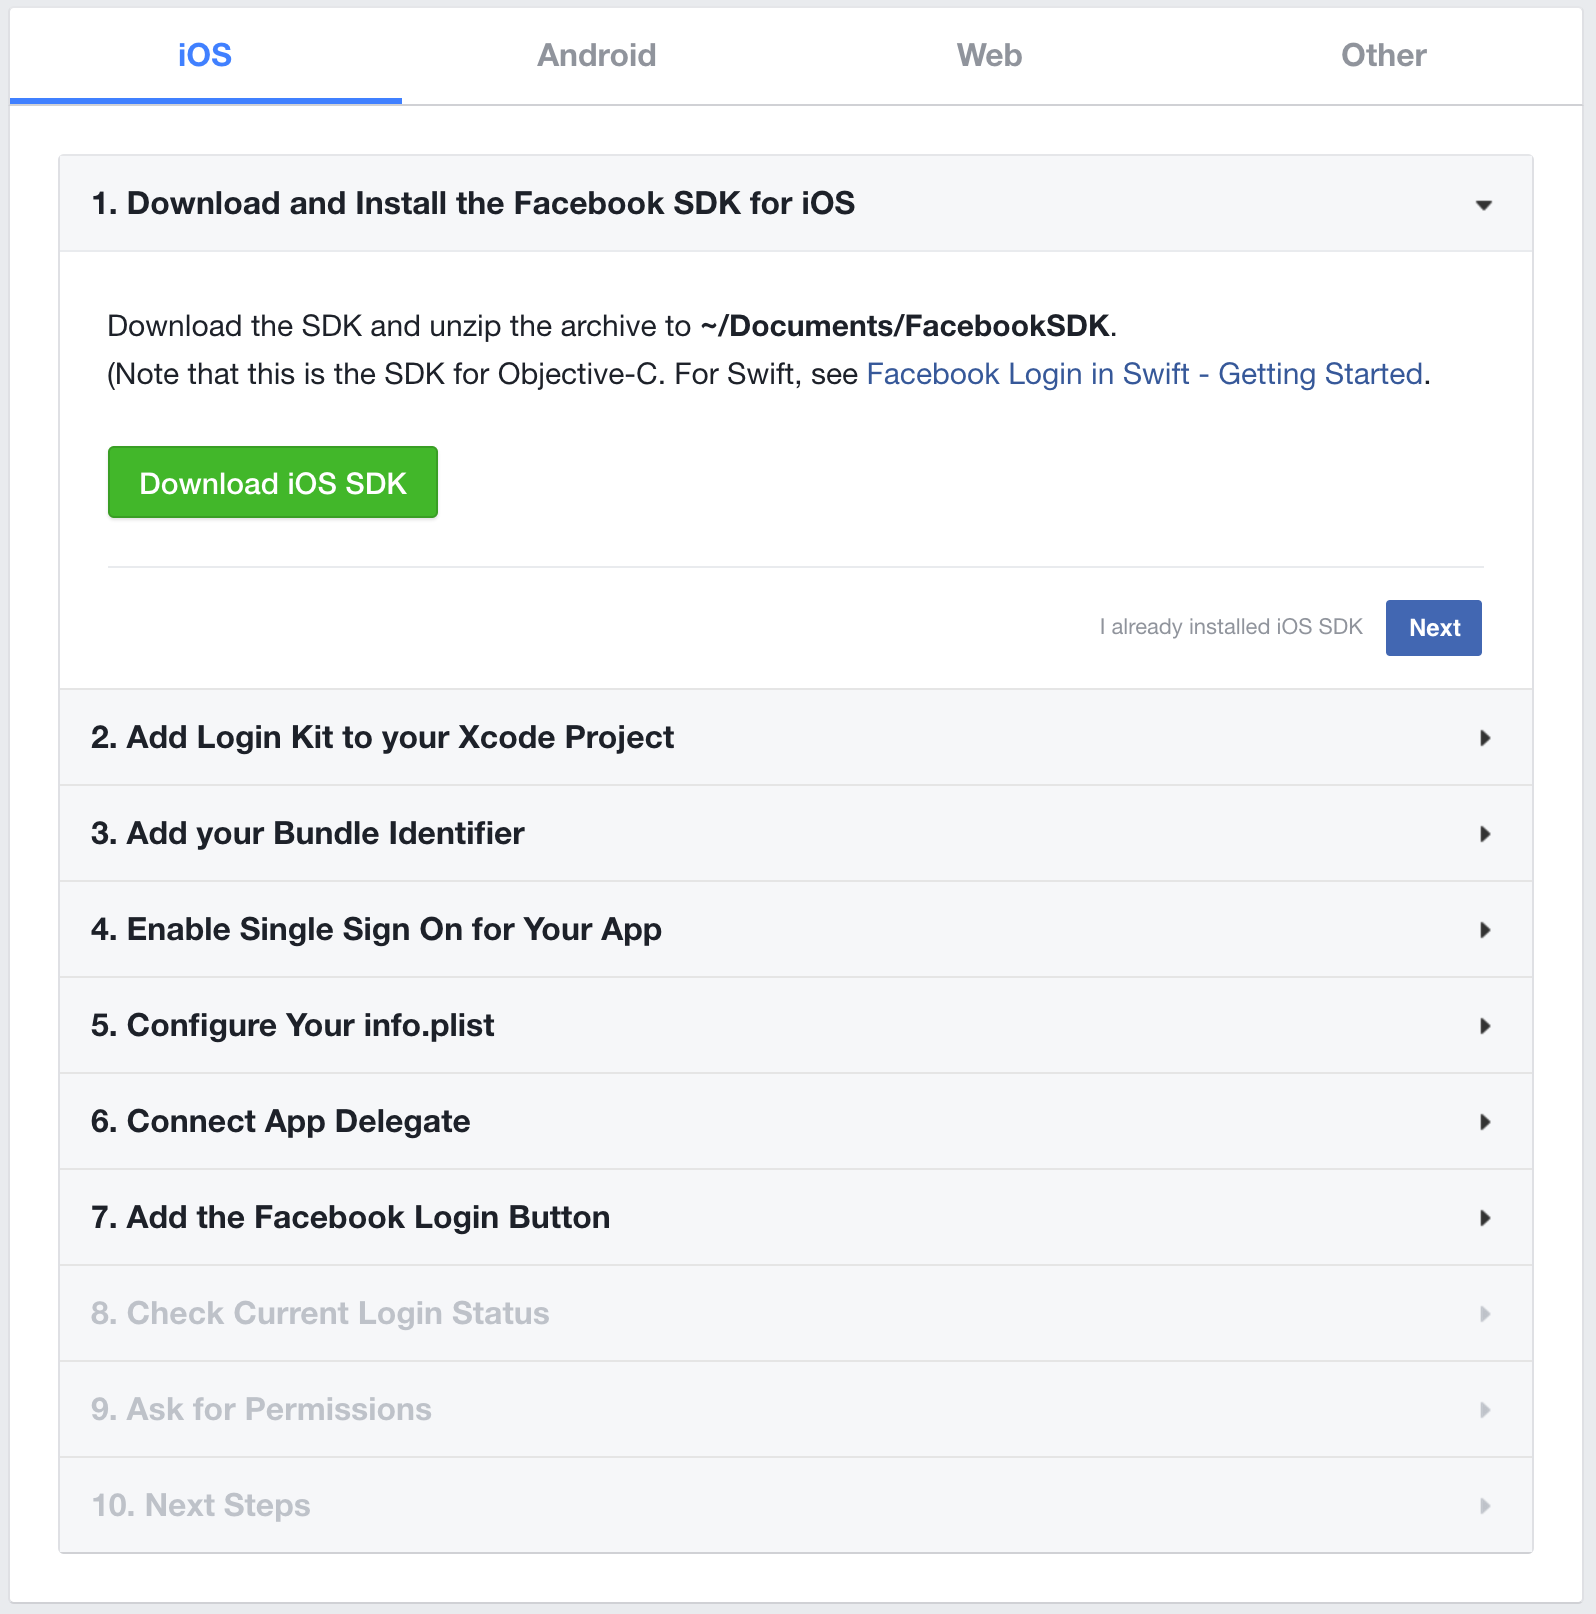 iOS
Android
Web
Other
1. Download and Install the Facebook SDK for iOS
Download the SDK and unzip the archive to ~/Documents/FacebookSDK.
(Note that this is the SDK for Objective-C. For Swift, see Facebook Login in Swift - Getting Started.
Download iOS SDK
I already installed iOS SDK
Next
2. Add Login Kit to your Xcode Project
3. Add your Bundle Identifier
4. Enable Single Sign On for Your App
5. Configure Your info.plist
6. Connect App Delegate
7. Add the Facebook Login Button
8. Check Current Login Status
9. Ask for Permissions
10. Next Steps